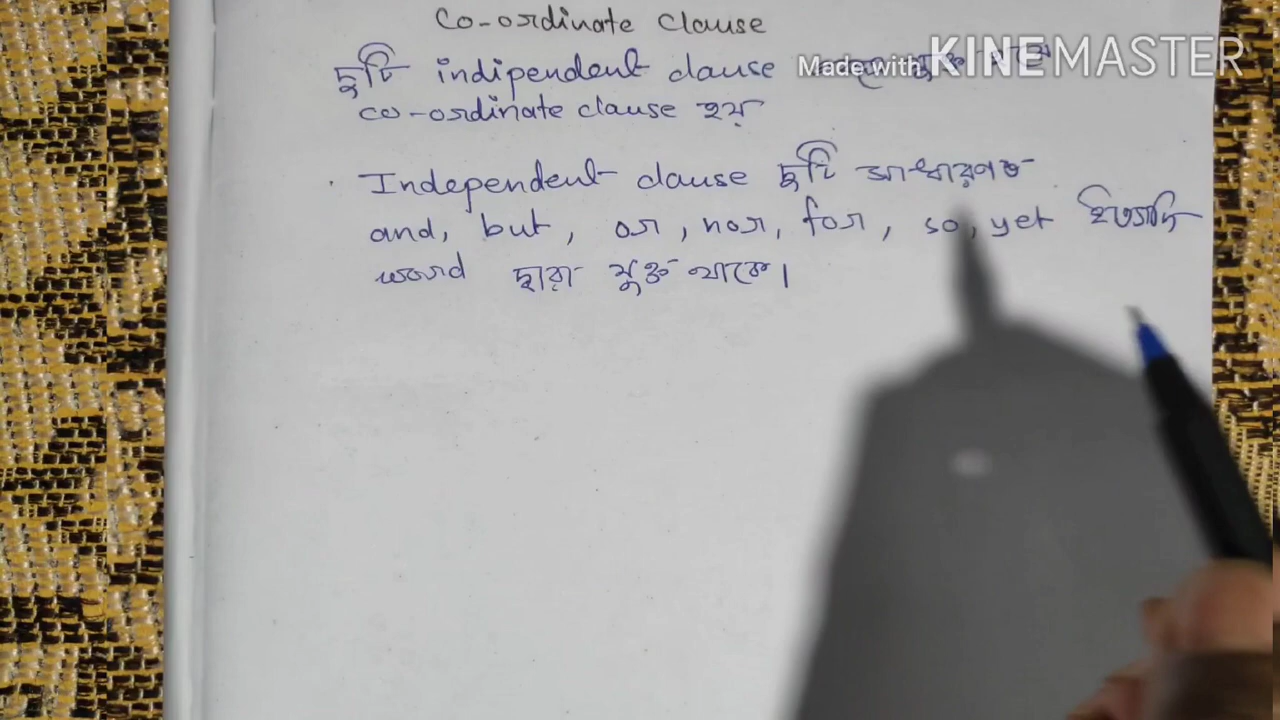 Co-ordinate Clause
দুটি indipendent clause
Made with KINEMASTER
co-ordinate clause হয়
Independent clause দুটি সাধারণত
and, but, or, nor, for, so, yet ইত্যাদি
word দ্বারা যুক্ত থাকে।